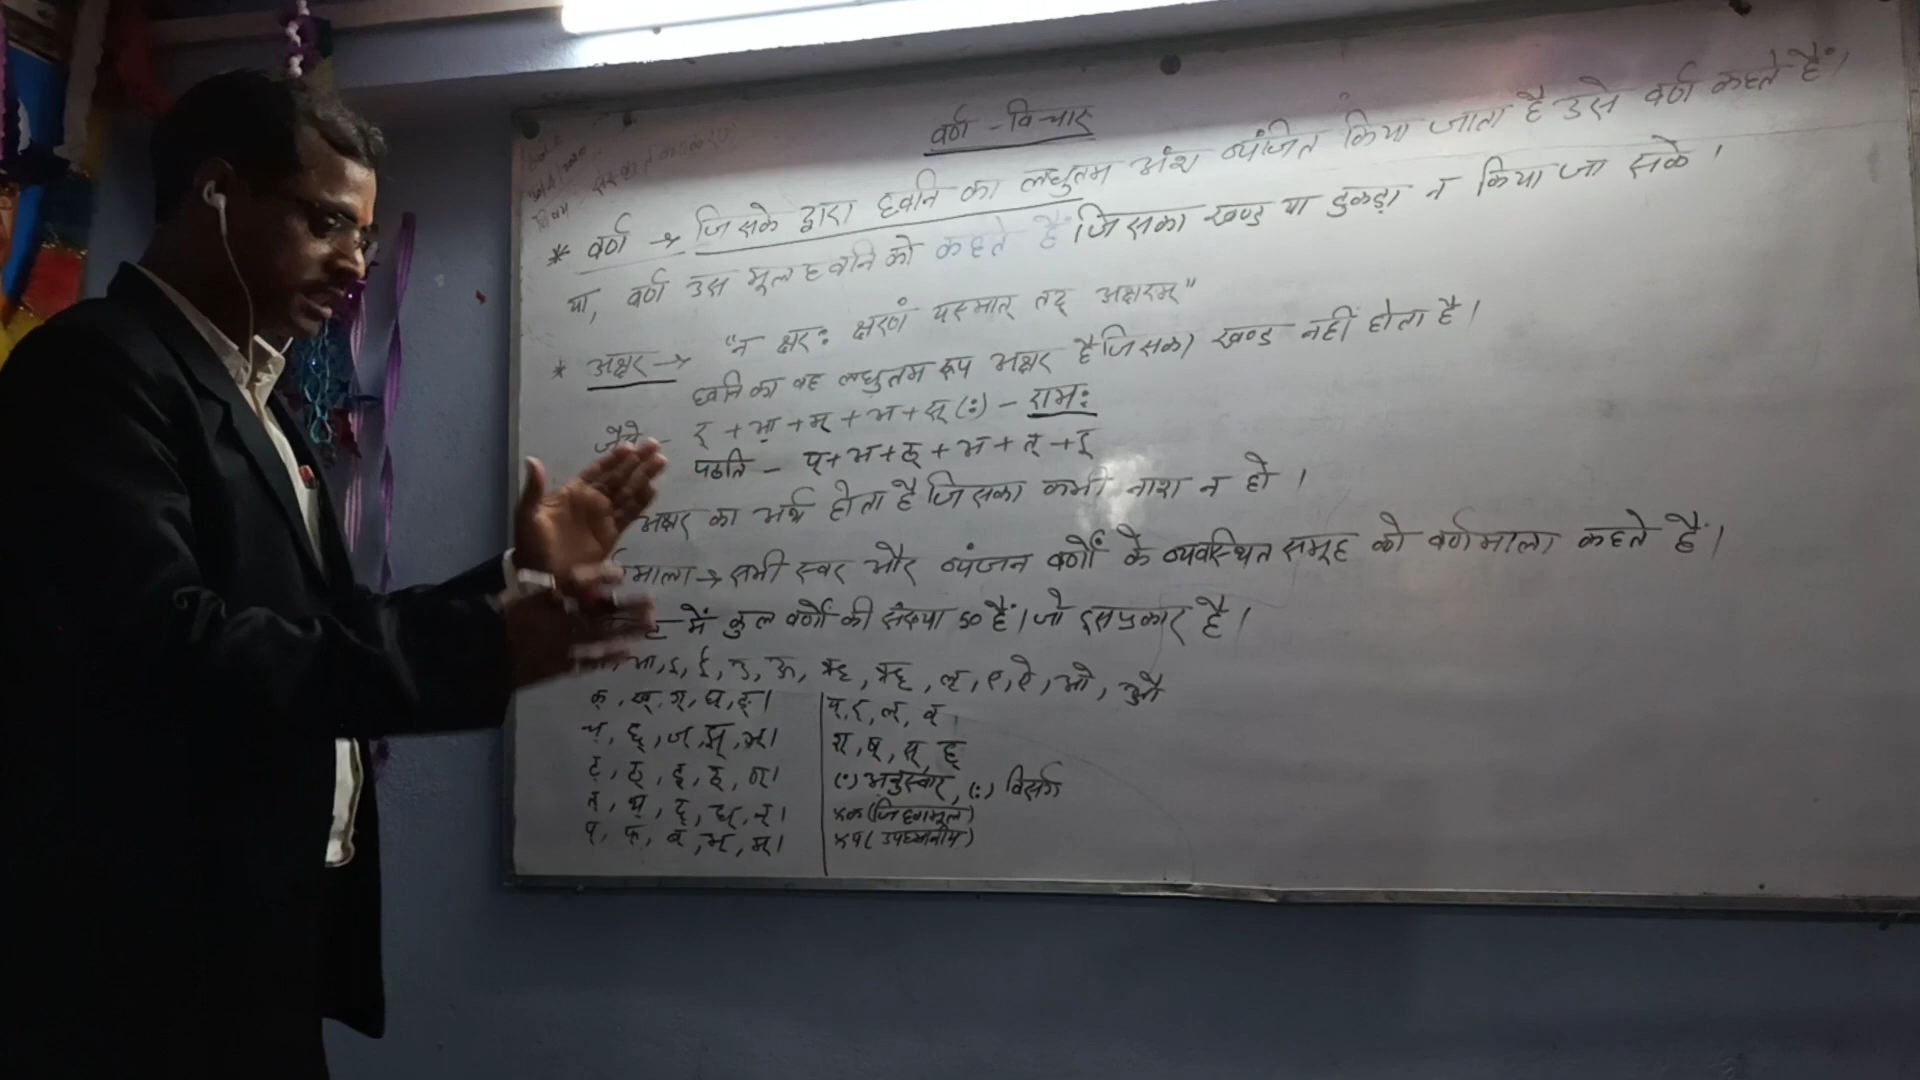 वर्ण - विचार
विषय - संस्कृत व्याकरण
* वर्ण → जिसके द्वारा ध्वनि का लघुतम अंश व्यंजित किया जाता है उसे वर्ण कहते हैं।
या, वर्ण उस मूल ध्वनि को कहते हैं जिसका खण्ड या टुकड़ा न किया जा सके।
* अक्षर → "न क्षरः क्षरणं यस्मात् तद् अक्षरम्"
ध्वनि का वह लघुतम रूप अक्षर है जिसका खण्ड नहीं होता है।
जैसे - र् + आ + म् + अ + स् (ः) - रामः
पठति - प् + अ + ठ् + अ + त् + इ
अक्षर का अर्थ होता है जिसका कभी नाश न हो।
माला → सभी स्वर और व्यंजन वर्णों के व्यवस्थित समूह को वर्णमाला कहते हैं।
में कुल वर्णों की संख्या 50 हैं। जो इसप्रकार है।
आ, इ, ई, उ, ऊ, ऋ, ॠ, लृ, ए, ऐ, ओ, औ
क्, ख्, ग्, घ्, ङ्।
च्, छ्, ज्, झ्, ञ्।
ट्, ठ्, ड्, ढ्, ण्।
त्, थ्, द्, ध्, न्।
प्, फ्, ब्, भ्, म्।
य्, र्, ल्, व्।
श्, ष्, स्, ह्
(ं) अनुस्वार, (ः) विसर्ग
×क (जिह्वामूल)
×प (उपध्मानीय)